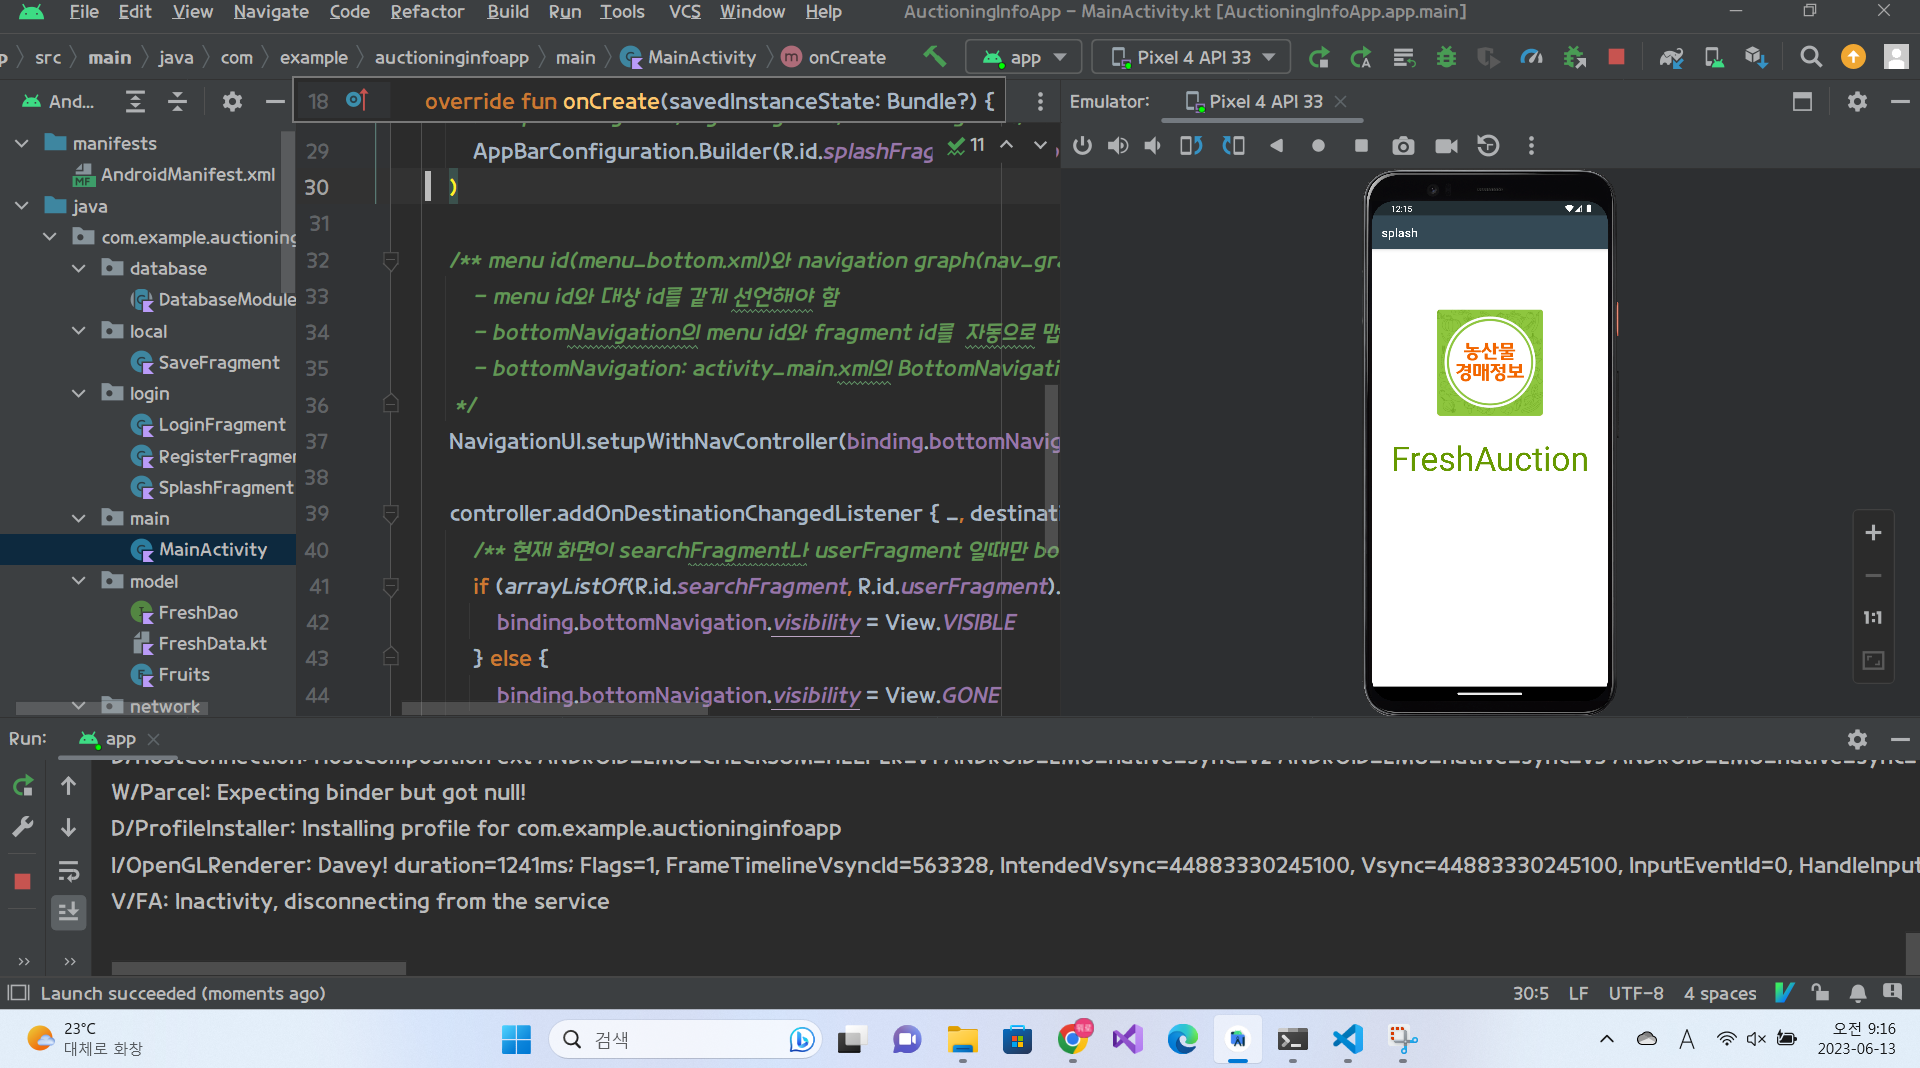 File Edit View Navigate Code Refactor Build Run Tools VCS Window Help AuctioningInfoApp – MainActivity.kt [AuctioningInfoApp.app.main]
src main java com example auctioninginfoapp main MainActivity onCreate app Pixel 4 API 33
And...
18 override fun onCreate(savedInstanceState: Bundle?) {
Emulator: Pixel 4 API 33
manifests
AndroidManifest.xml
java
com.example.auctioning
database
DatabaseModule
local
SaveFragment
login
LoginFragment
RegisterFragmen
SplashFragment
main
MainActivity
model
FreshDao
FreshData.kt
Fruits
network
29 AppBarConfiguration.Builder(R.id.splashFrag
11
30 )
31
32 /** menu id(menu_bottom.xml)와 navigation graph(nav_gra
33 - menu id와 대상 id를 같게 선언해야 함
34 - bottomNavigation의 menu id와 fragment id를 자동으로 맵
35 - bottomNavigation: activity_main.xml의 BottomNavigati
36 */
37 NavigationUI.setupWithNavController(binding.bottomNavig
38
39 controller.addOnDestinationChangedListener { _, destinati
40 /** 현재 화면이 searchFragment나 userFragment 일때만 bo
41 if (arrayListOf(R.id.searchFragment, R.id.userFragment).
42 binding.bottomNavigation.visibility = View.VISIBLE
43 } else {
44 binding.bottomNavigation.visibility = View.GONE
12:15
splash
농산물
경매정보
FreshAuction
1:1
Run: app
W/Parcel: Expecting binder but got null!
D/ProfileInstaller: Installing profile for com.example.auctioninginfoapp
I/OpenGLRenderer: Davey! duration=1241ms; Flags=1, FrameTimelineVsyncId=563328, IntendedVsync=44883330245100, Vsync=44883330245100, InputEventId=0, HandleInput
V/FA: Inactivity, disconnecting from the service
Launch succeeded (moments ago)
30:5 LF UTF-8 4 spaces
23°C
대체로 화창
검색
A
오전 9:16
2023-06-13